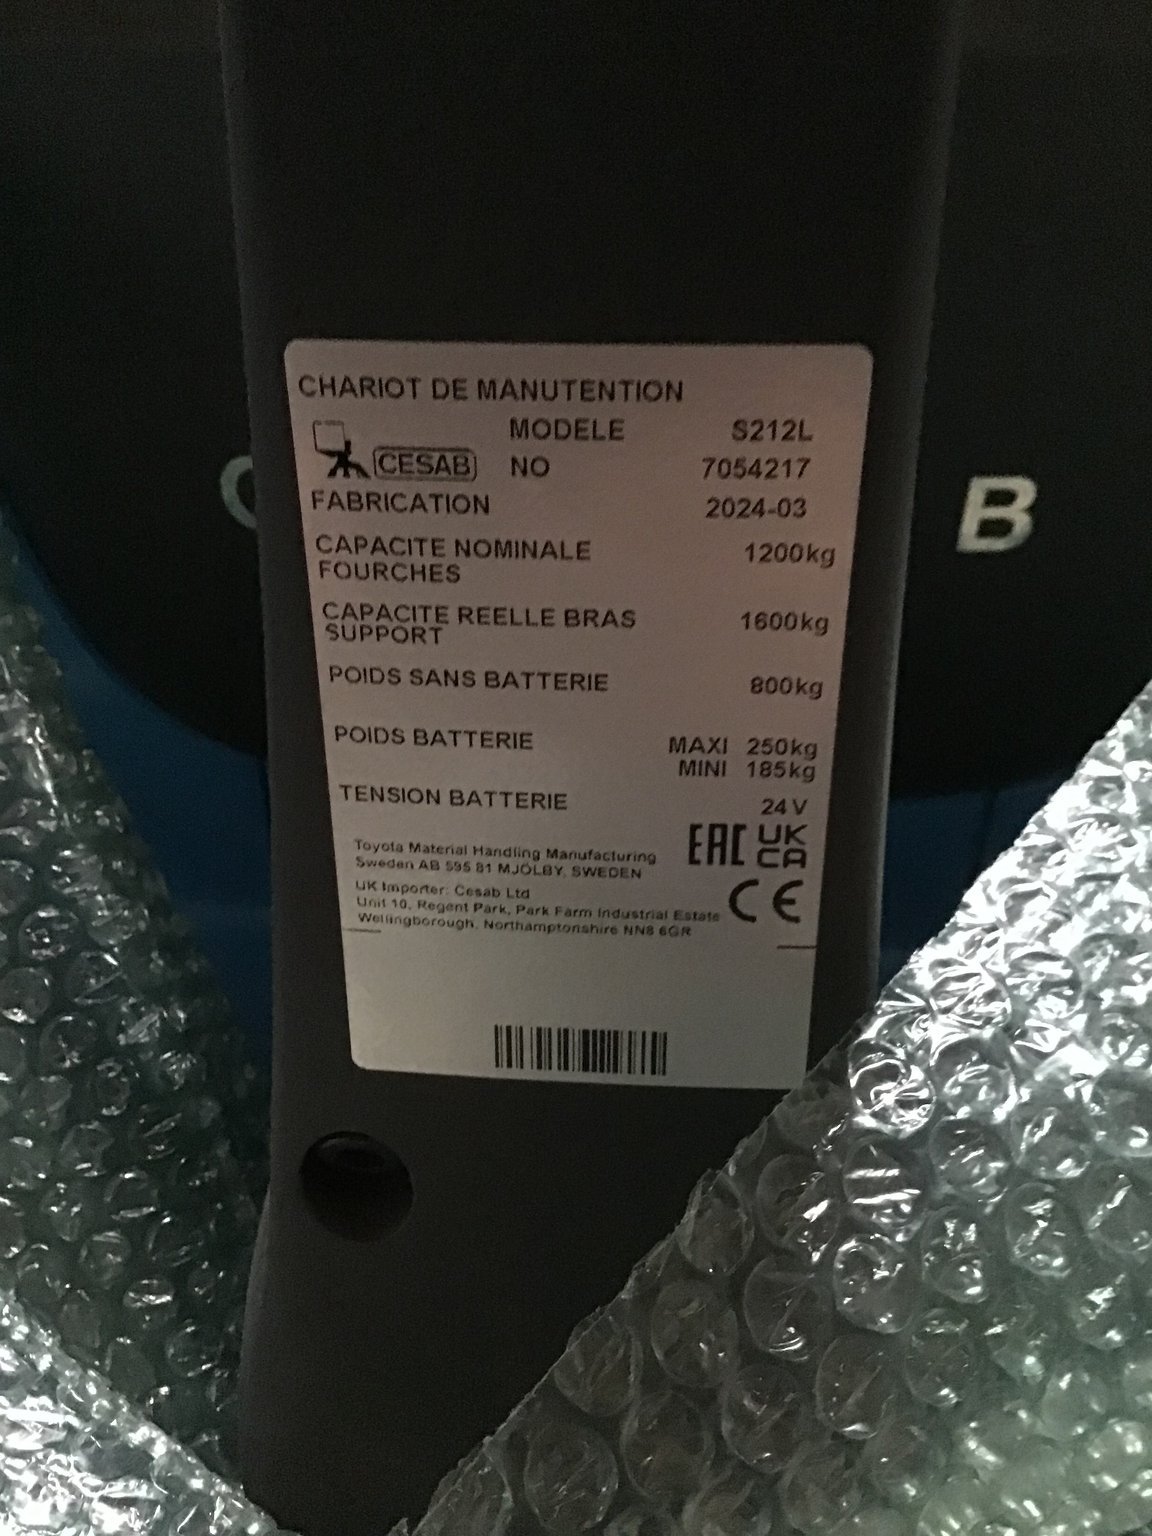 CHARIOT DE MANUTENTION
MODELE S212L
CESAB NO 7054217
FABRICATION 2024-03
CAPACITE NOMINALE 1200kg
FOURCHES
CAPACITE REELLE BRAS 1600kg
SUPPORT
POIDS SANS BATTERIE 800kg
POIDS BATTERIE MAXI 250kg
MINI 185kg
TENSION BATTERIE 24V
EAC UK
CA
Toyota Material Handling Manufacturing
Sweden AB 595 81 MJÖLBY, SWEDEN
CE
UK Importer: Cesab Ltd
Unit 10, Regent Park, Park Farm Industrial Estate
Wellingborough, Northamptonshire NN8 6GR
C
B